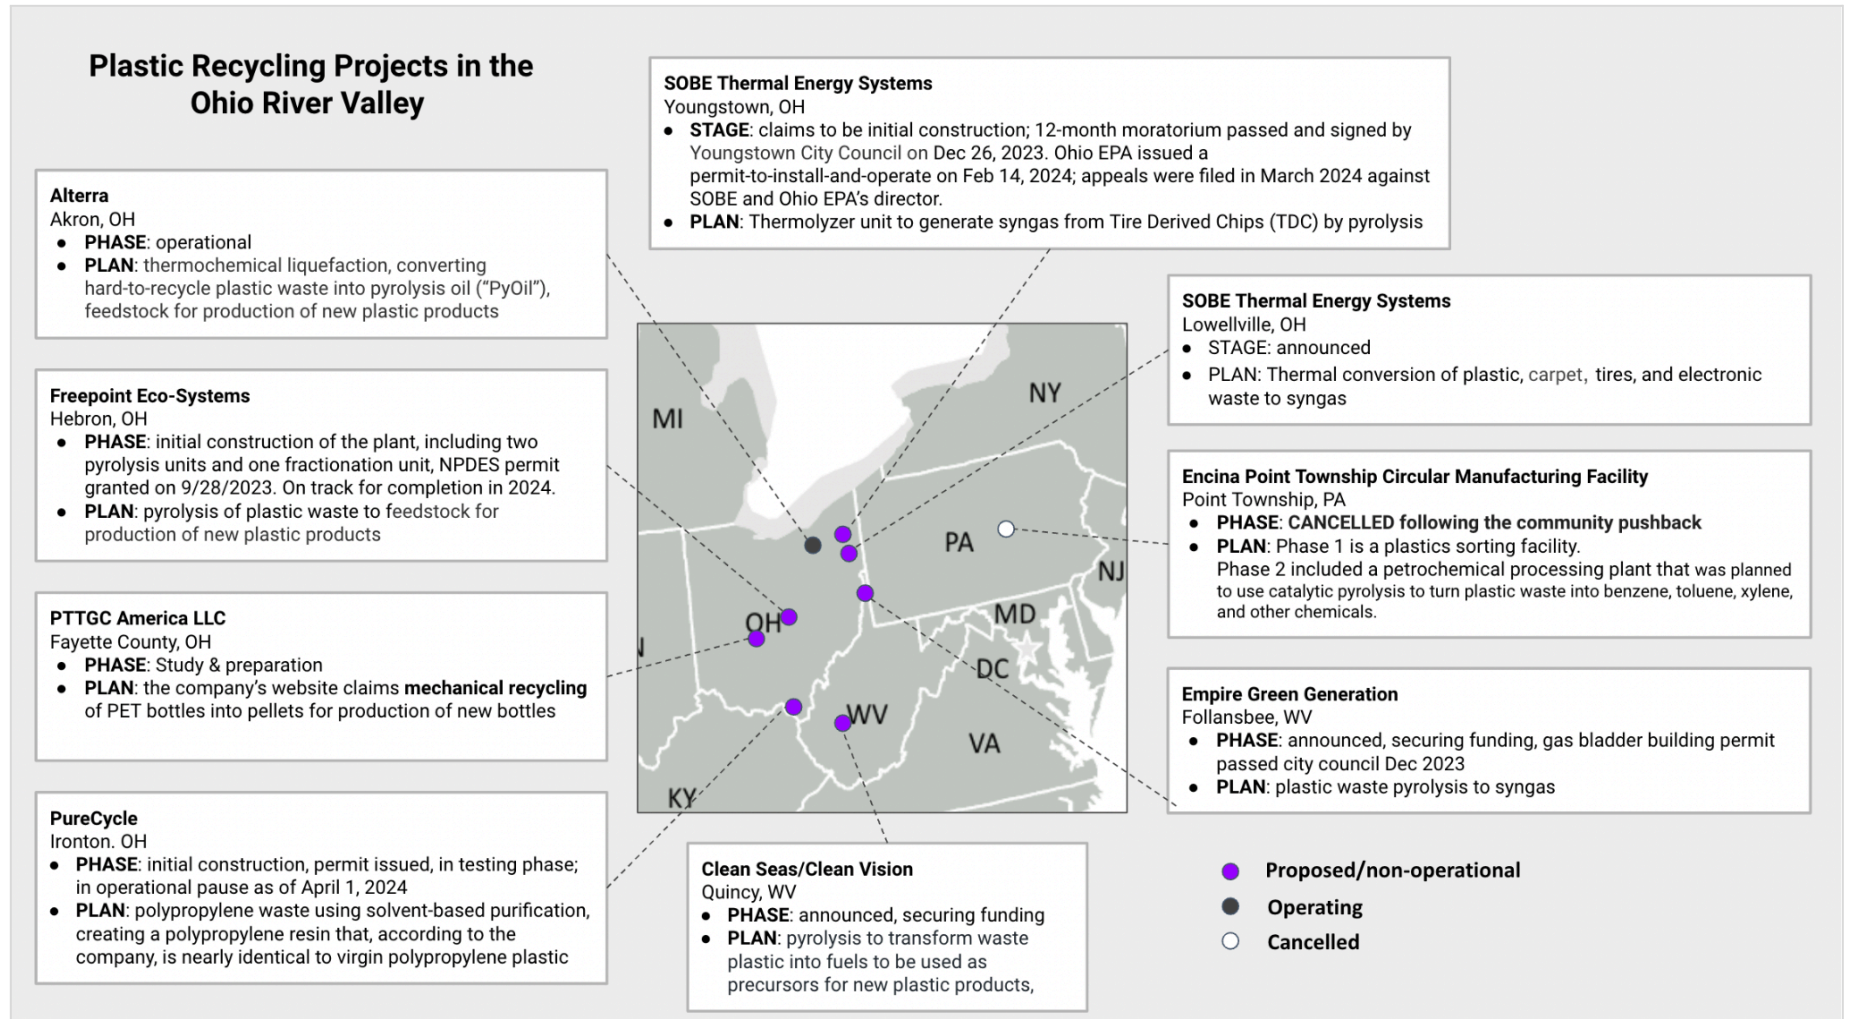 Plastic Recycling Projects in the
Ohio River Valley
SOBE Thermal Energy Systems
Youngstown, OH
● STAGE: claims to be initial construction; 12-month moratorium passed and signed by
Youngstown City Council on Dec 26, 2023. Ohio EPA issued a
permit-to-install-and-operate on Feb 14, 2024; appeals were filed in March 2024 against
SOBE and Ohio EPA's director.
● PLAN: Thermolyzer unit to generate syngas from Tire Derived Chips (TDC) by pyrolysis
Alterra
Akron, OH
● PHASE: operational
● PLAN: thermochemical liquefaction, converting
hard-to-recycle plastic waste into pyrolysis oil (“PyOil”),
feedstock for production of new plastic products
SOBE Thermal Energy Systems
Lowellville, OH
● STAGE: announced
● PLAN: Thermal conversion of plastic, carpet, tires, and electronic
waste to syngas
Freepoint Eco-Systems
Hebron, OH
● PHASE: initial construction of the plant, including two
pyrolysis units and one fractionation unit, NPDES permit
granted on 9/28/2023. On track for completion in 2024.
● PLAN: pyrolysis of plastic waste to feedstock for
production of new plastic products
Encina Point Township Circular Manufacturing Facility
Point Township, PA
● PHASE: CANCELLED following the community pushback
● PLAN: Phase 1 is a plastics sorting facility.
Phase 2 included a petrochemical processing plant that was planned
to use catalytic pyrolysis to turn plastic waste into benzene, toluene, xylene,
and other chemicals.
PTTGC America LLC
Fayette County, OH
● PHASE: Study & preparation
● PLAN: the company's website claims mechanical recycling
of PET bottles into pellets for production of new bottles
Empire Green Generation
Follansbee, WV
● PHASE: announced, securing funding, gas bladder building permit
passed city council Dec 2023
● PLAN: plastic waste pyrolysis to syngas
PureCycle
Ironton. OH
● PHASE: initial construction, permit issued, in testing phase;
in operational pause as of April 1, 2024
● PLAN: polypropylene waste using solvent-based purification,
creating a polypropylene resin that, according to the
company, is nearly identical to virgin polypropylene plastic
Clean Seas/Clean Vision
Quincy, WV
● PHASE: announced, securing funding
● PLAN: pyrolysis to transform waste
plastic into fuels to be used as
precursors for new plastic products,
MI
NY
PA
NJ
OH
MD
DC
WV
VA
KY
Proposed/non-operational
Operating
Cancelled